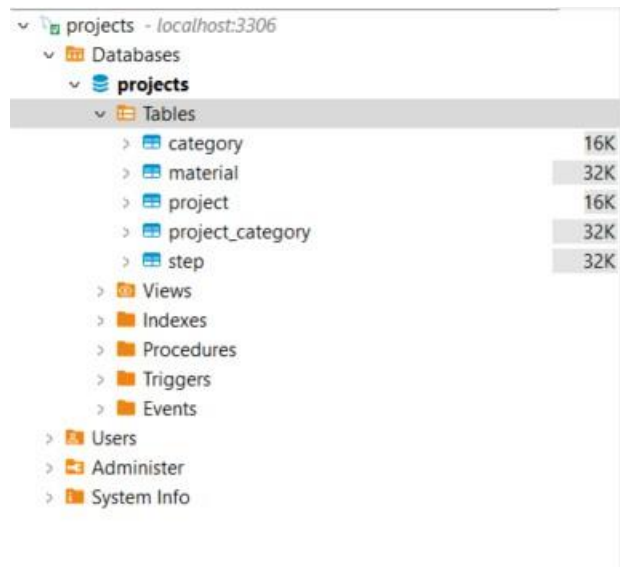 projects - localhost:3306
Databases
projects
Tables
category 16K
material 32K
project 16K
project_category 32K
step 32K
Views
Indexes
Procedures
Triggers
Events
Users
Administer
System Info